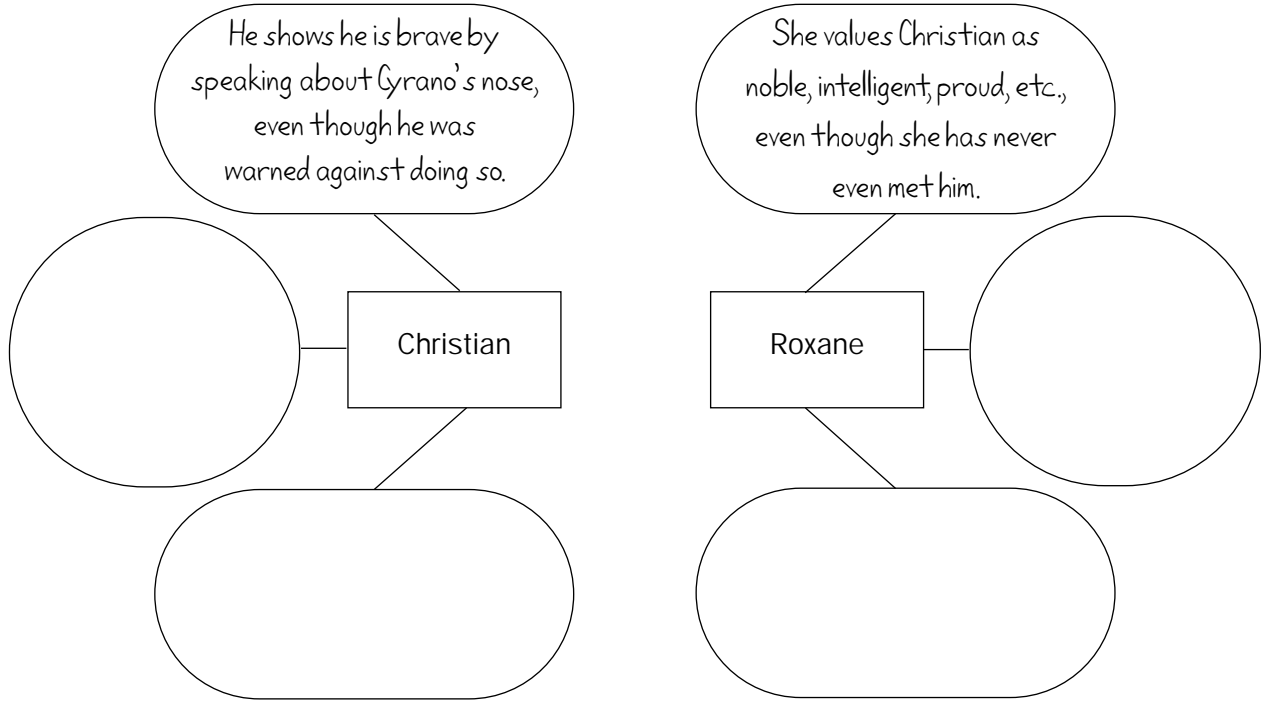 He shows he is brave by
speaking about Cyrano's nose,
even though he was
warned against doing so.
She values Christian as
noble, intelligent, proud, etc.,
even though she has never
even met him.
Christian
Roxane